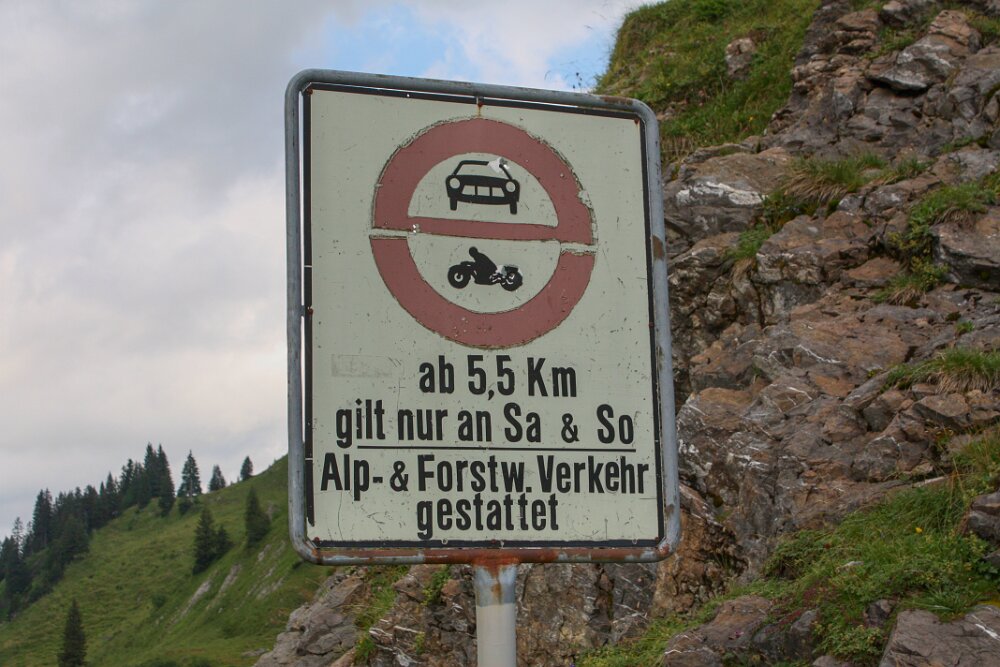 ab 5,5 Km
gilt nur an Sa & So
Alp- & Forstw. Verkehr
gestattet